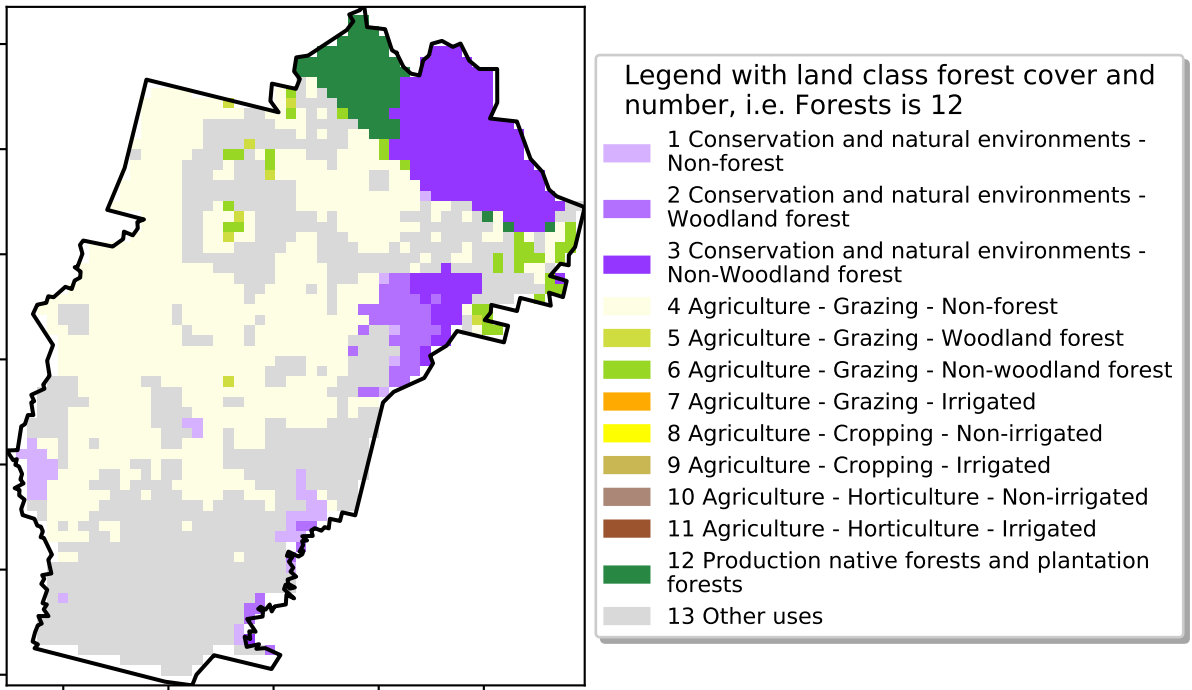 Legend with land class forest cover and
number, i.e. Forests is 12
1 Conservation and natural environments -
Non-forest
2 Conservation and natural environments -
Woodland forest
3 Conservation and natural environments -
Non-Woodland forest
4 Agriculture - Grazing - Non-forest
5 Agriculture - Grazing - Woodland forest
6 Agriculture - Grazing - Non-woodland forest
7 Agriculture - Grazing - Irrigated
8 Agriculture - Cropping - Non-irrigated
9 Agriculture - Cropping - Irrigated
10 Agriculture - Horticulture - Non-irrigated
11 Agriculture - Horticulture - Irrigated
12 Production native forests and plantation
forests
13 Other uses